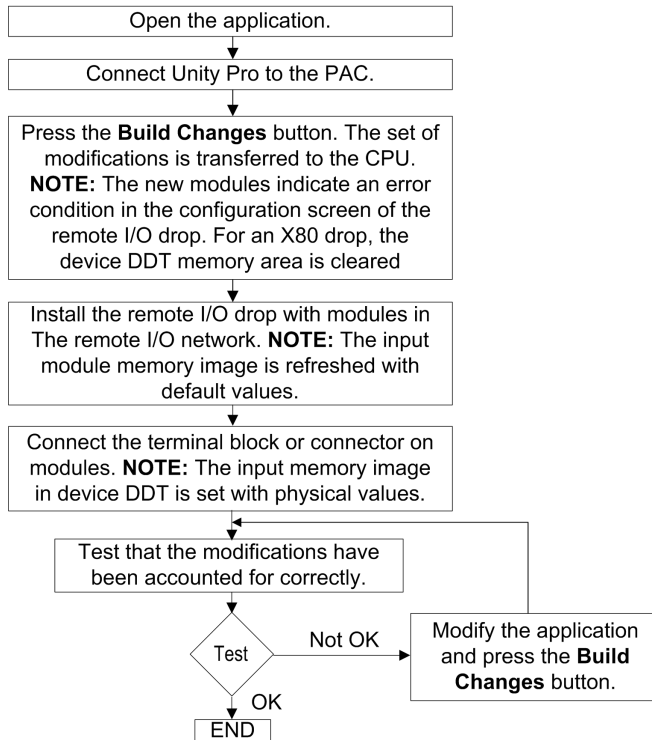 Open the application.
Connect Unity Pro to the PAC.
Press the Build Changes button. The set of
modifications is transferred to the CPU.
NOTE: The new modules indicate an error
condition in the configuration screen of the
remote I/O drop. For an X80 drop, the
device DDT memory area is cleared
Install the remote I/O drop with modules in
The remote I/O network. NOTE: The input
module memory image is refreshed with
default values.
Connect the terminal block or connector on
modules. NOTE: The input memory image
in device DDT is set with physical values.
Test that the modifications have
been accounted for correctly.
Test
Not OK
Modify the application
and press the Build
Changes button.
OK
END